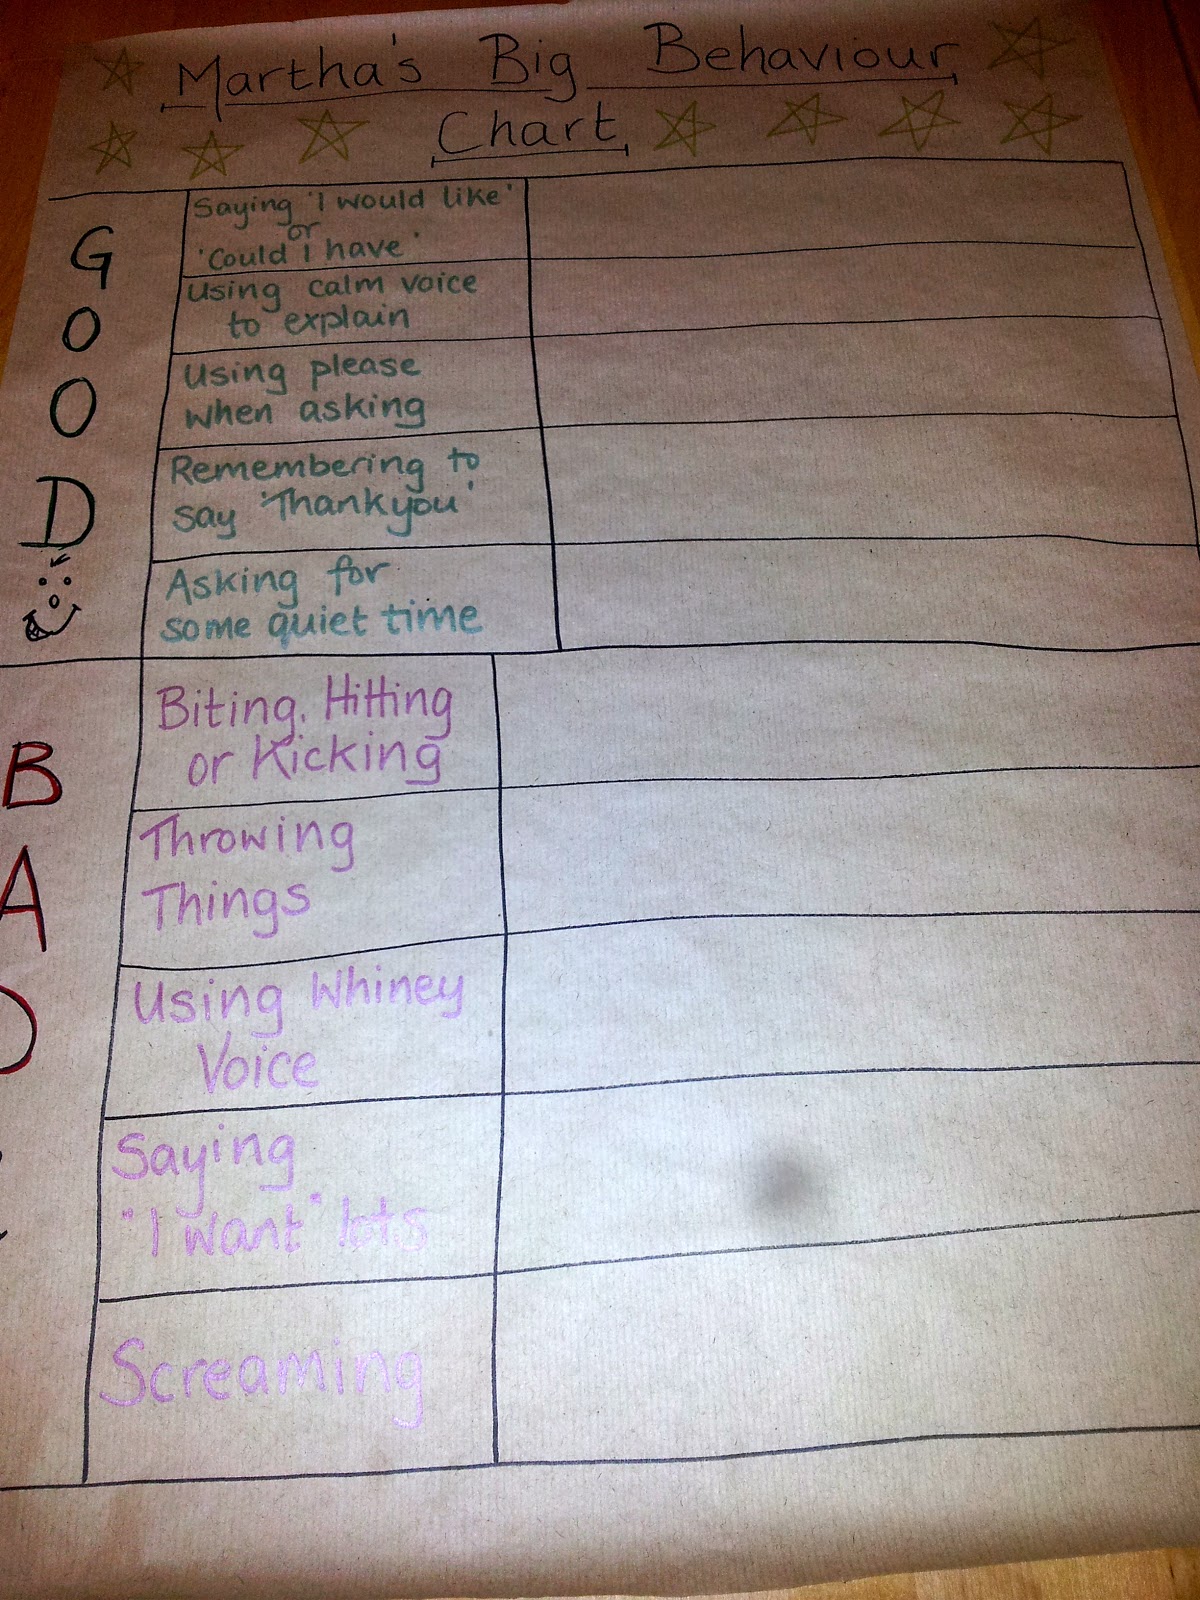 Martha's Big Behaviour
Chart
GOOD
Saying 'I would like'
or
'Could I have'
Using calm voice
to explain
Using please
when asking
Remembering to
say 'Thankyou'
Asking for
some quiet time
BAD
Biting, Hitting
or Kicking
Throwing
Things
Using Whiney
Voice
Saying
"I want" lots
Screaming